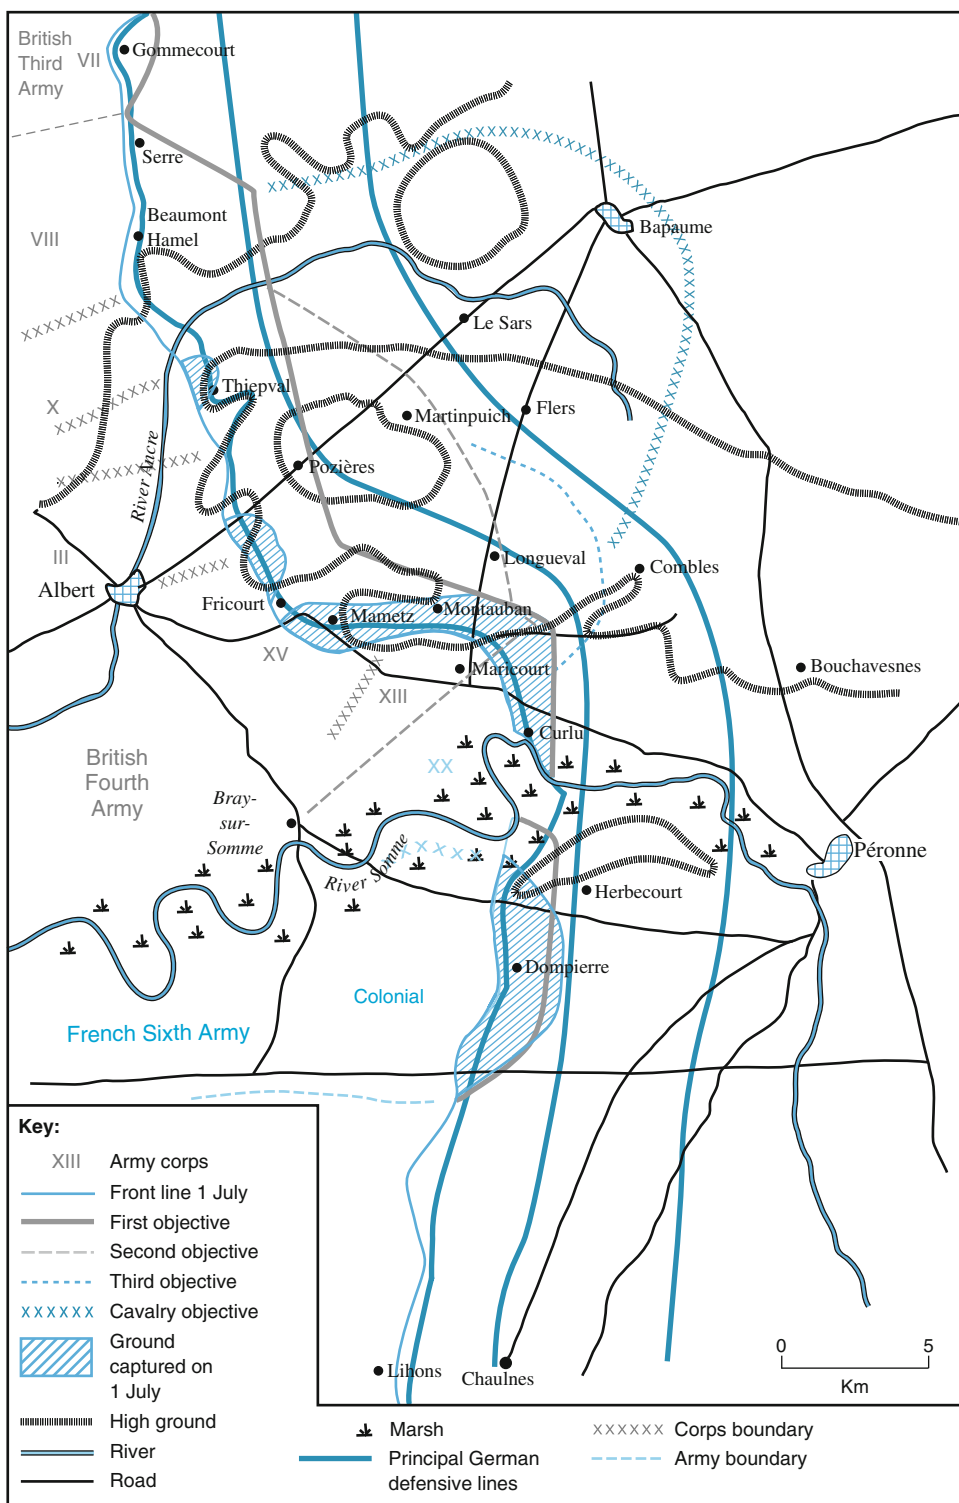 British
Third
Army
VII
Gommecourt
Serre
Beaumont
Hamel
VIII
Bapaume
Le Sars
X
Thiepval
Martinpuich
Flers
Pozières
River Ancre
III
Albert
Longueval
Combles
Fricourt
Mametz
Montauban
XV
Maricourt
XIII
Bouchavesnes
Curlu
British
Fourth
Army
XX
Bray-
sur-
Somme
River Somme
Péronne
Herbecourt
Dompierre
Colonial
French Sixth Army
Lihons
Chaulnes
0 5
Km
Key:
XIII Army corps
Front line 1 July
First objective
Second objective
Third objective
Cavalry objective
Ground
captured on
1 July
High ground
River
Road
Marsh
Principal German
defensive lines
Corps boundary
Army boundary